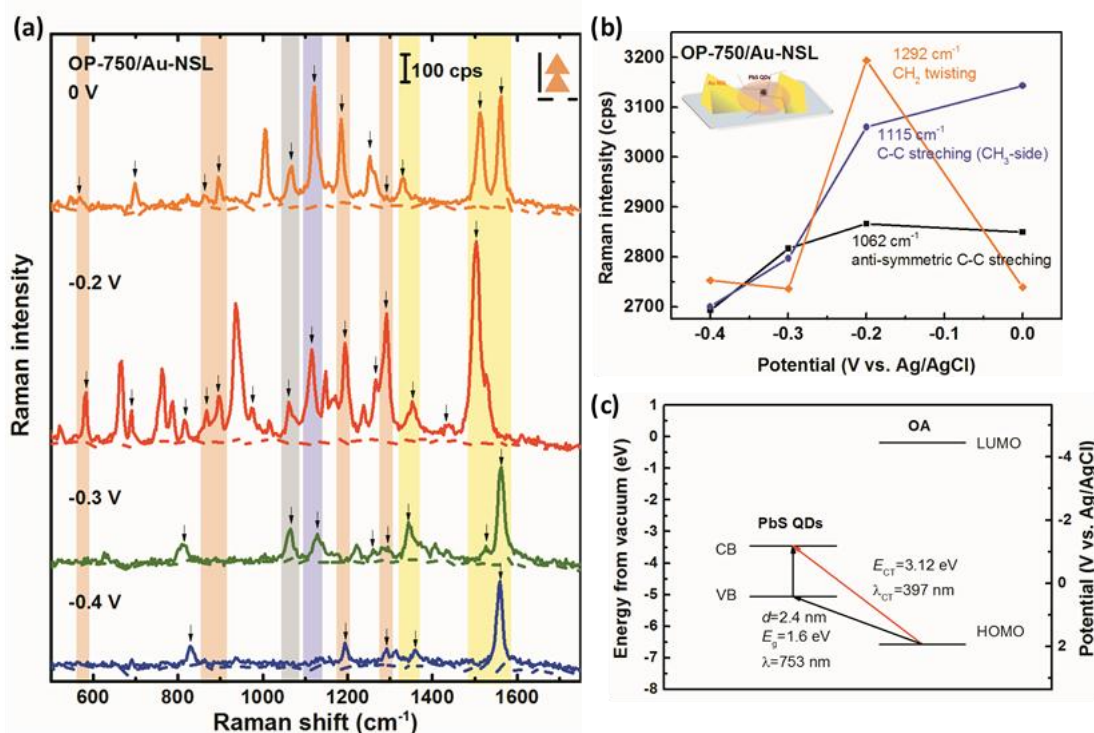 (a)
OP-750/Au-NSL
0 V
100 cps
-0.2 V
-0.3 V
-0.4 V
Raman intensity
600 800 1000 1200 1400 1600
Raman shift (cm⁻¹)
(b)
OP-750/Au-NSL
PbS QDs
1292 cm⁻¹
CH₂ twisting
1115 cm⁻¹
C-C streching (CH₃-side)
1062 cm⁻¹
anti-symmetric C-C streching
Raman intensity (cps)
3200
3100
3000
2900
2800
2700
-0.4 -0.3 -0.2 -0.1 0.0
Potential (V vs. Ag/AgCl)
(c)
Energy from vacuum (eV)
1
0
-1
-2
-3
-4
-5
-6
-7
-8
OA
LUMO
PbS QDs
CB
VB
E_CT=3.12 eV
λ_CT=397 nm
d=2.4 nm
E_g=1.6 eV
λ=753 nm
HOMO
-4
-2
0
2
Potential (V vs. Ag/AgCl)